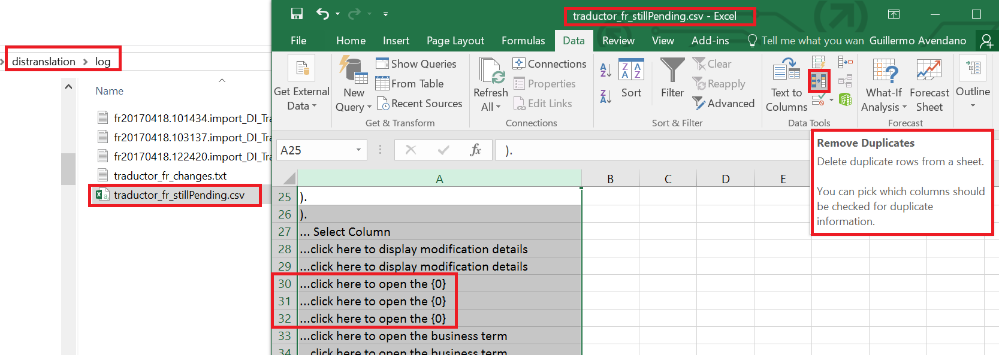 distranslation > log
Name
fr20170418.101434.import_DI_Tra
fr20170418.103137.import_DI_Tra
fr20170418.122420.import_DI_Tra
traductor_fr_changes.txt
traductor_fr_stillPending.csv
traductor_fr_stillPending.csv - Excel
File Home Insert Page Layout Formulas Data Review View Add-ins Tell me what you wan Guillermo Avendano
Get External
Data
New
Query
Show Queries
From Table
Recent Sources
Get & Transform
Refresh
All
Connections
Properties
Edit Links
Connections
Sort
Filter
Clear
Reapply
Advanced
Sort & Filter
Text to
Columns
Data Tools
What-If
Analysis
Forecast
Sheet
Forecast
Outline
Remove Duplicates
Delete duplicate rows from a sheet.
You can pick which columns should
be checked for duplicate
information.
A25 fx ).
A B C D E
25 ).
26 ).
27 ... Select Column
28 ...click here to display modification details
29 ...click here to display modification details
30 ...click here to open the {0}
31 ...click here to open the {0}
32 ...click here to open the {0}
33 ...click here to open the business term
34 ...click here to open the business term